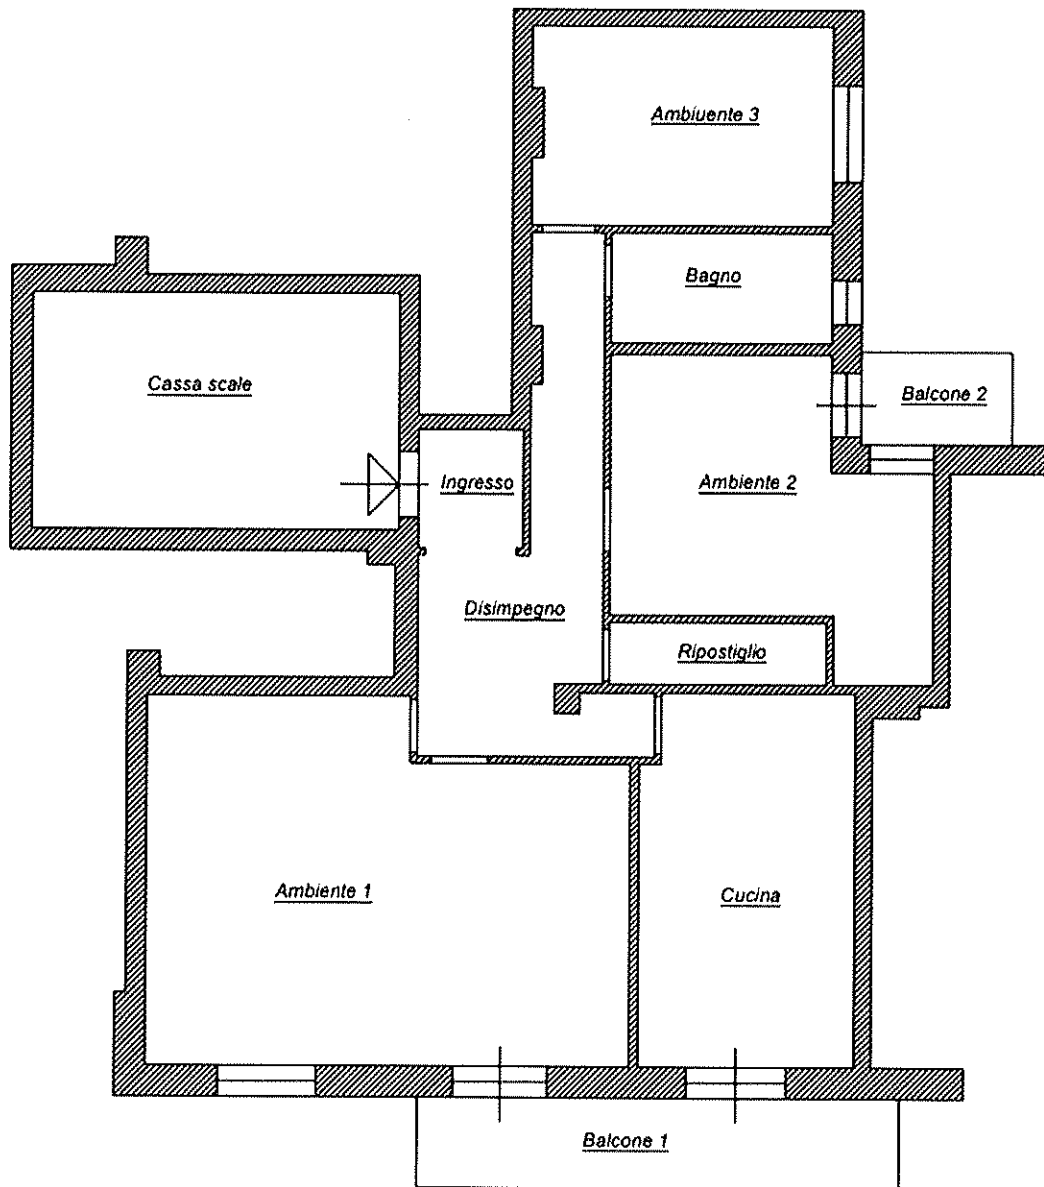 Ambiuente 3
Bagno
Cassa scale
Balcone 2
Ingresso
Ambiente 2
Disimpegno
Ripostiglio
Ambiente 1
Cucina
Balcone 1